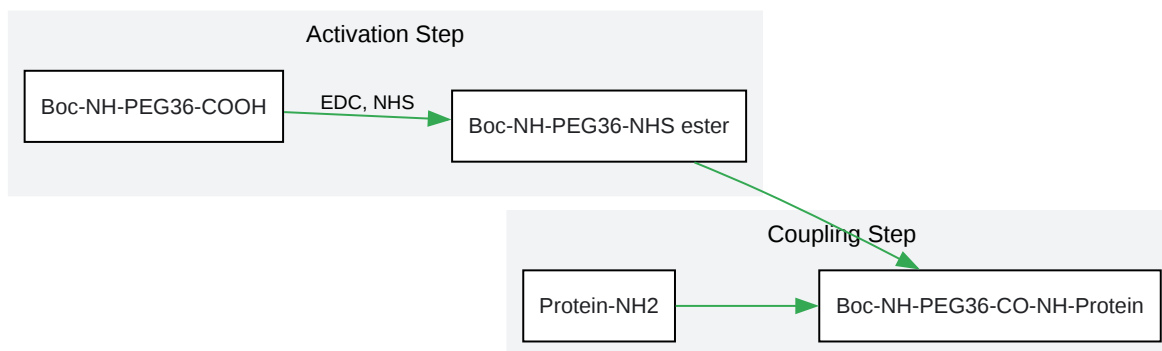 Activation Step
Boc-NH-PEG36-COOH
EDC, NHS
Boc-NH-PEG36-NHS ester
Coupling Step
Protein-NH2
Boc-NH-PEG36-CO-NH-Protein